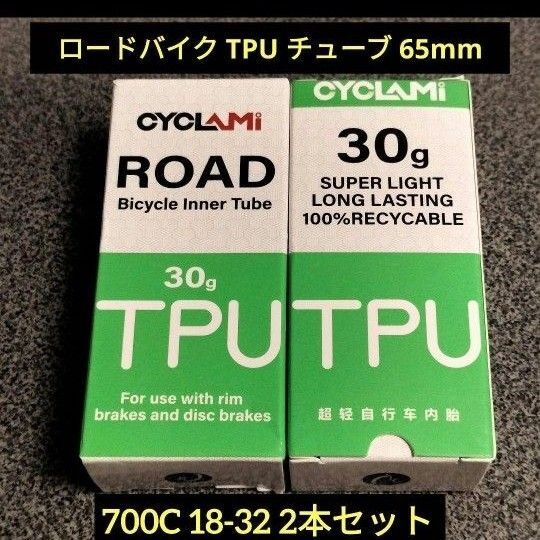 ロードバイク TPU チューブ 65mm
CYCLAMi
ROAD
Bicycle Inner Tube
30g
TPU
For use with rim
brakes and disc brakes
CYCLAMi
30g
SUPER LIGHT
LONG LASTING
100%RECYCABLE
TPU
超轻自行车内胎
700C 18-32 2本セット